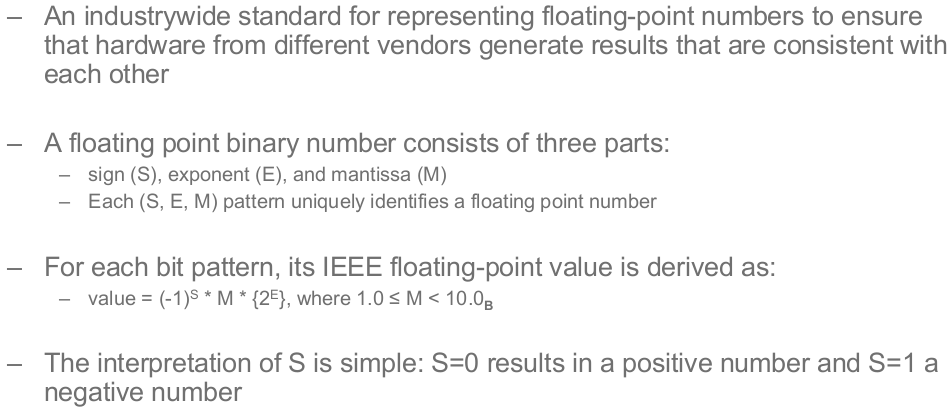 – An industrywide standard for representing floating-point numbers to ensure
that hardware from different vendors generate results that are consistent with
each other
– A floating point binary number consists of three parts:
– sign (S), exponent (E), and mantissa (M)
– Each (S, E, M) pattern uniquely identifies a floating point number
– For each bit pattern, its IEEE floating-point value is derived as:
– value = (-1)ˢ * M * {2ᴱ}, where 1.0 ≤ M < 10.0B
– The interpretation of S is simple: S=0 results in a positive number and S=1 a
negative number